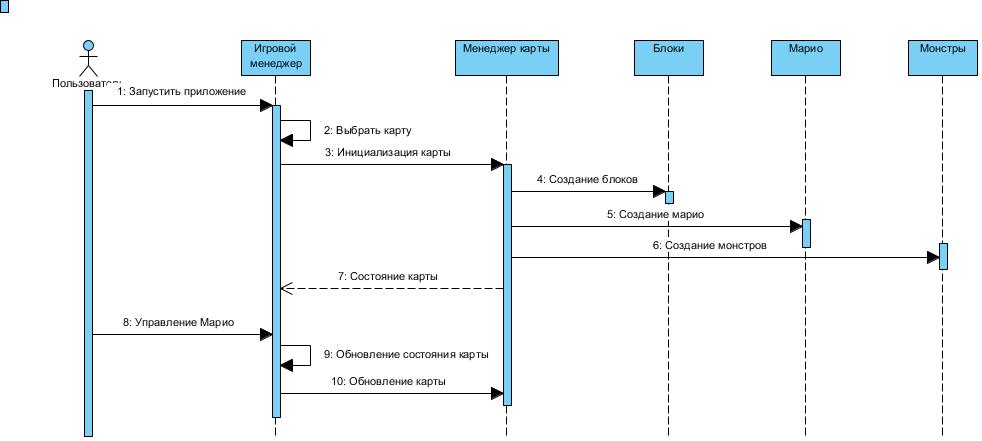 Игровой
менеджер
Менеджер карты
Блоки
Марио
Монстры
Пользователь
1: Запустить приложение
2: Выбрать карту
3: Инициализация карты
4: Создание блоков
5: Создание марио
6: Создание монстров
7: Состояние карты
8: Управление Марио
9: Обновление состояния карты
10: Обновление карты